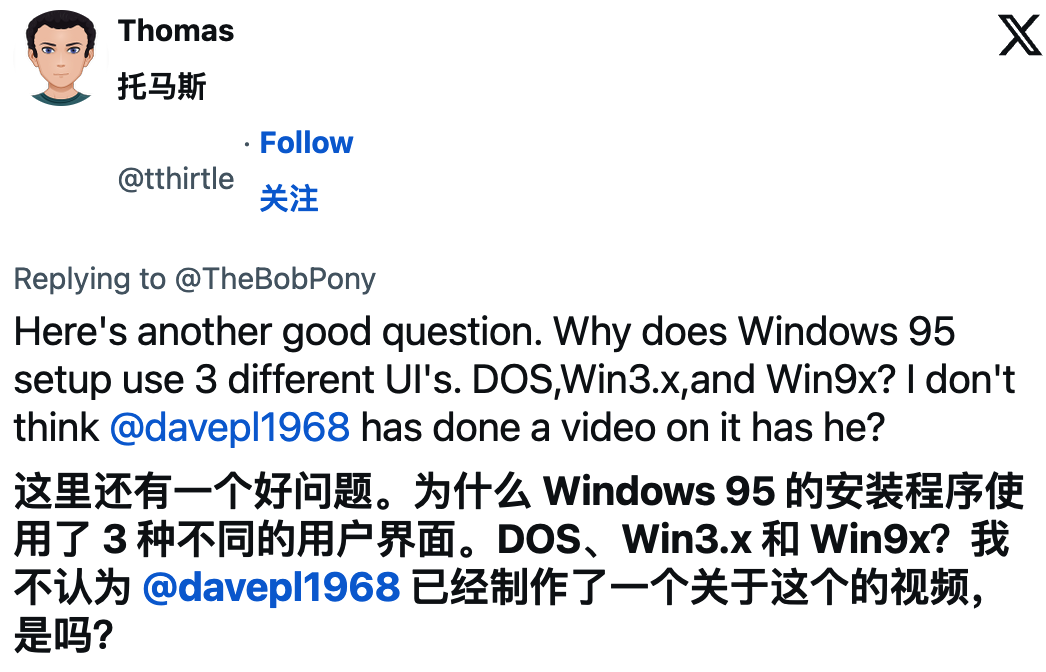 Thomas
托马斯
· Follow
@tthirtle
关注
Replying to @TheBobPony
Here's another good question. Why does Windows 95
setup use 3 different UI's. DOS,Win3.x,and Win9x? I don't
think @davepl1968 has done a video on it has he?
这里还有一个好问题。为什么 Windows 95 的安装程序使
用了 3 种不同的用户界面。DOS、Win3.x 和 Win9x？我
不认为 @davepl1968 已经制作了一个关于这个的视频，
是吗？